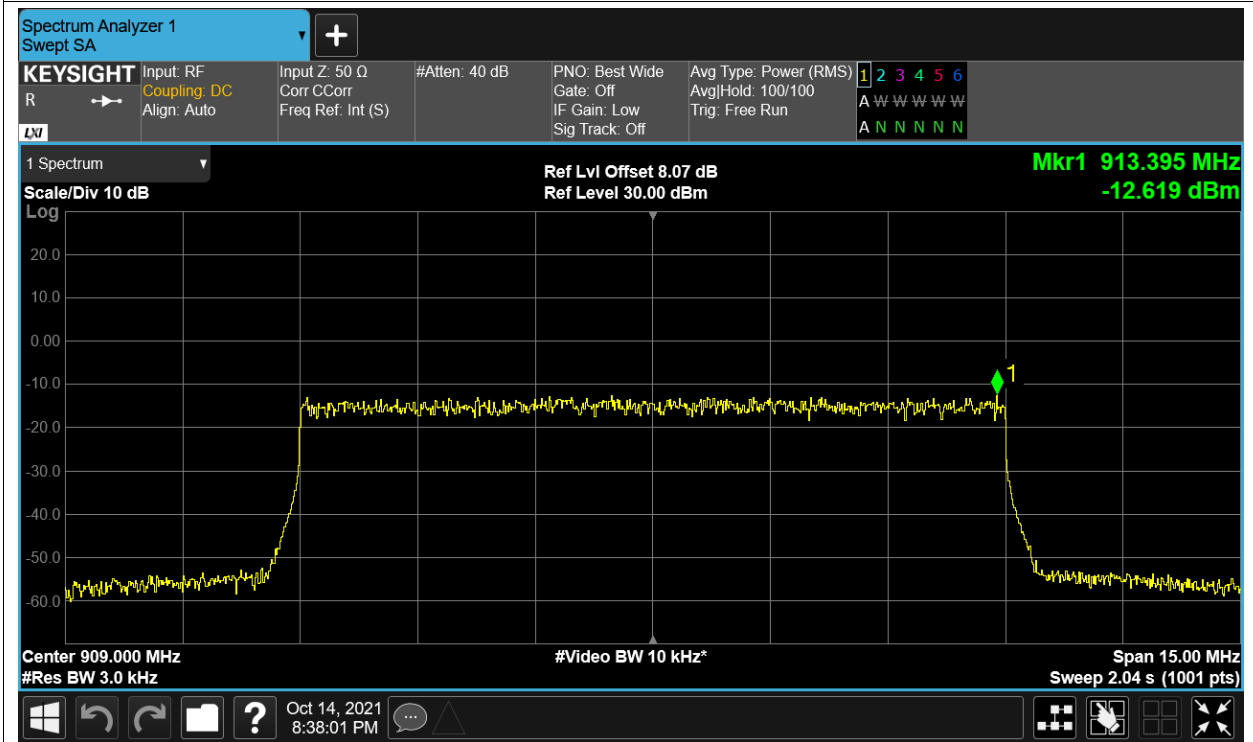 Spectrum Analyzer 1
Swept SA
+
KEYSIGHT
R
LXI
Input: RF
Coupling: DC
Align: Auto
Input Z: 50 Ω
Corr CCorr
Freq Ref: Int (S)
#Atten: 40 dB
PNO: Best Wide
Gate: Off
IF Gain: Low
Sig Track: Off
Avg Type: Power (RMS)
Avg|Hold: 100/100
Trig: Free Run
1 2 3 4 5 6
A W W W W W
A N N N N N
1 Spectrum
Scale/Div 10 dB
Log
Ref Lvl Offset 8.07 dB
Ref Level 30.00 dBm
Mkr1 913.395 MHz
-12.619 dBm
20.0
10.0
0.00
-10.0
-20.0
-30.0
-40.0
-50.0
-60.0
1
Center 909.000 MHz
#Res BW 3.0 kHz
#Video BW 10 kHz*
Span 15.00 MHz
Sweep 2.04 s (1001 pts)
?
Oct 14, 2021
8:38:01 PM